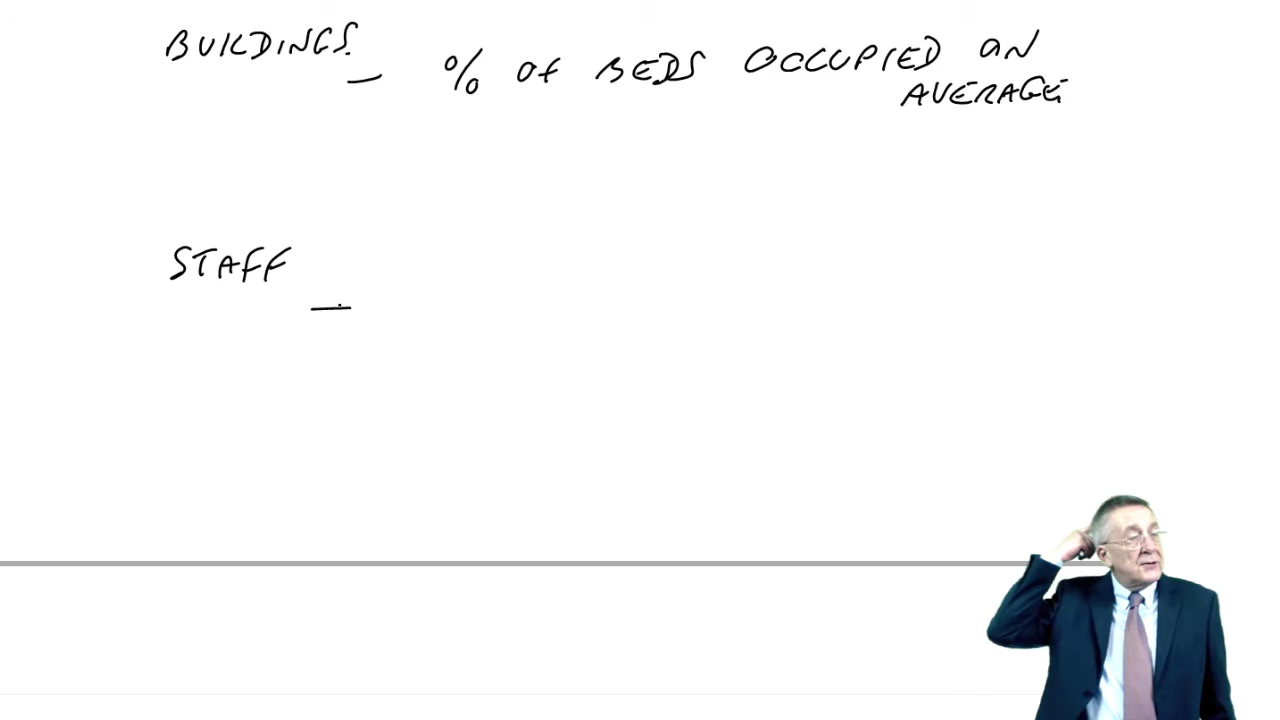 BUILDINGS - % OF BEDS OCCUPIED ON
AVERAGE
STAFF -